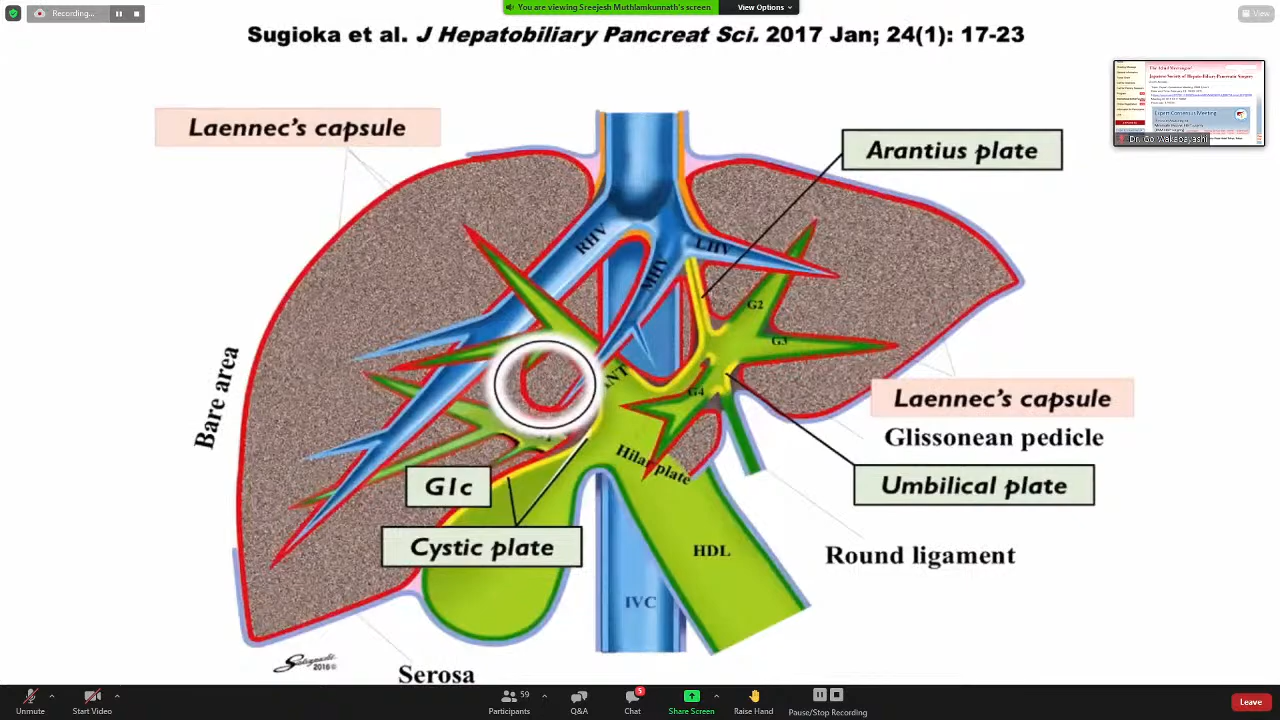 Recording...
You are viewing Sreejesh Muthlamkunnath's screen
View Options
View
Sugioka et al. J Hepatobiliary Pancreat Sci. 2017 Jan; 24(1): 17-23
Dr. Go Wakabayashi
Laennec's capsule
Arantius plate
RHV
LHV
MHV
G2
G3
ANT
G4
Bare area
Laennec's capsule
Glissonean pedicle
Hilar plate
G1c
Umbilical plate
Cystic plate
HDL
Round ligament
IVC
2016
Serosa
Unmute
Start Video
59
Participants
Q&A
5
Chat
Share Screen
Raise Hand
Pause/Stop Recording
Leave